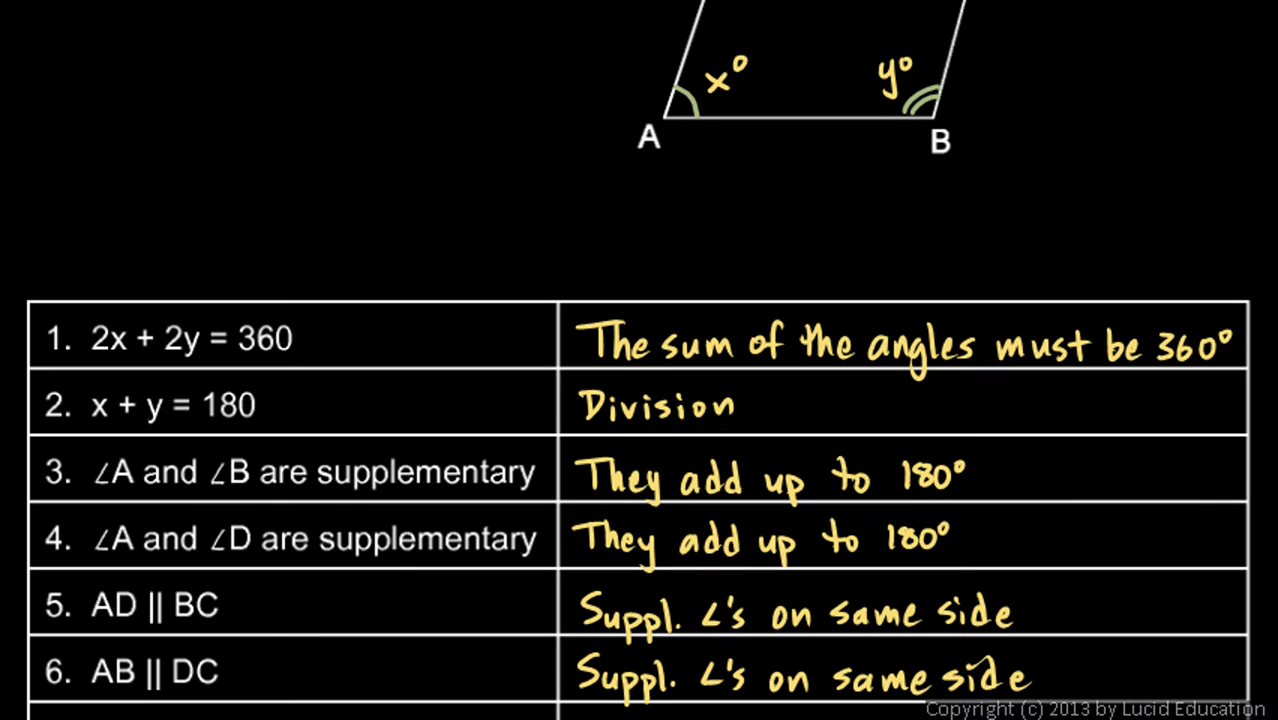 x° y°
A B
1. 2x + 2y = 360 The sum of the angles must be 360°
2. x + y = 180 Division
3. ∠A and ∠B are supplementary They add up to 180°
4. ∠A and ∠D are supplementary They add up to 180°
5. AD || BC Suppl. ∠'s on same side
6. AB || DC Suppl. ∠'s on same side
Copyright (c) 2013 by Lucid Education